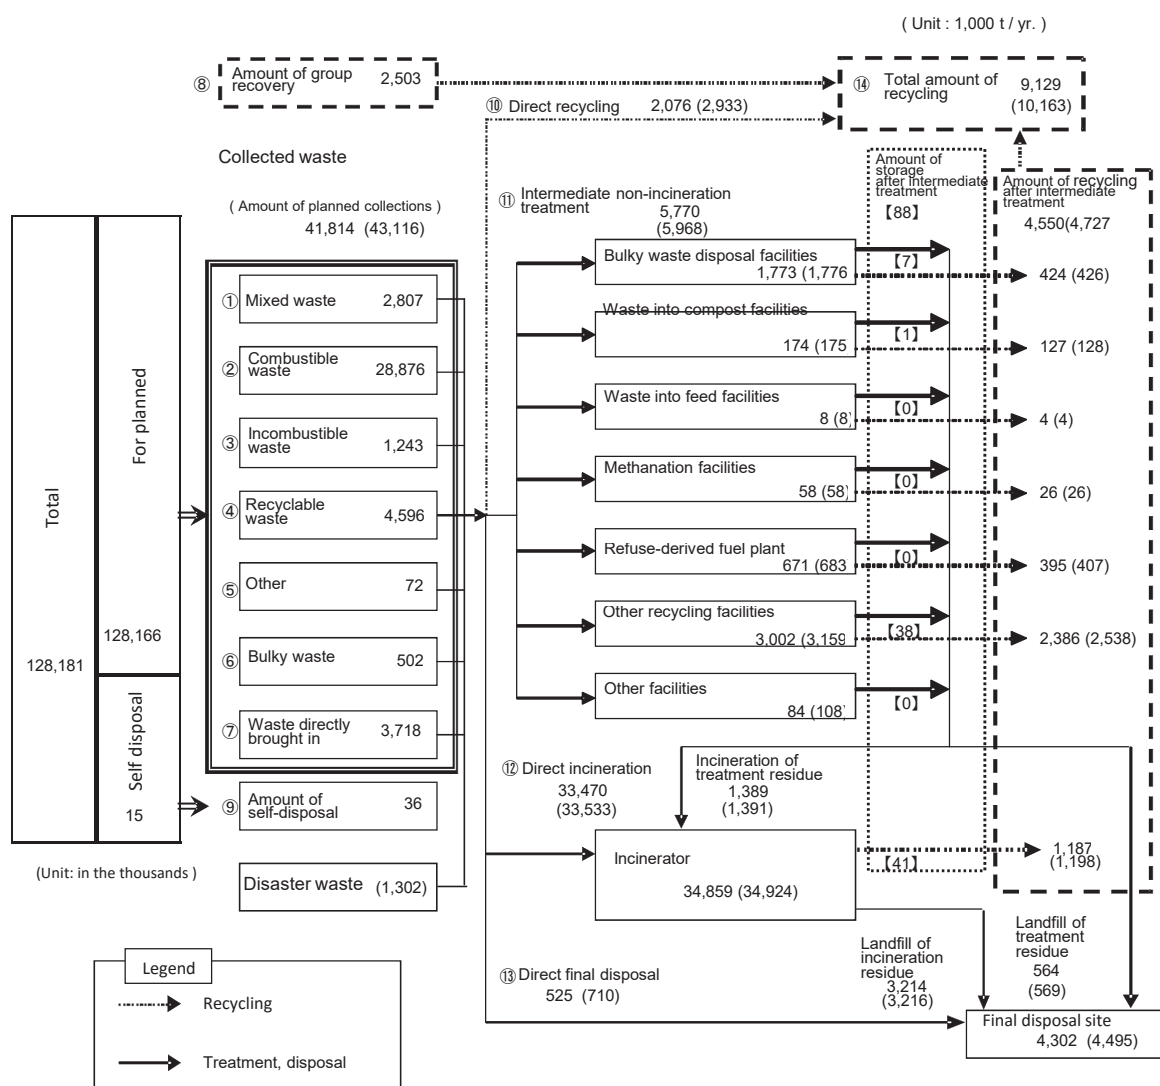 ( Unit : 1,000 t / yr. )
⑧ Amount of group
recovery 2,503
⑭ Total amount of
recycling 9,129
(10,163)
⑩ Direct recycling 2,076 (2,933)
Collected waste
( Amount of planned collections )
41,814 (43,116)
⑪ Intermediate non-incineration
treatment 5,770
(5,968)
Amount of
storage
after intermediate
treatment
【88】
Amount of recycling
after intermediate
treatment
4,550(4,727
Total
128,181
For planned
128,166
Self disposal
15
(Unit: in the thousands )
① Mixed waste 2,807
② Combustible
waste 28,876
③ Incombustible
waste 1,243
④ Recyclable
waste 4,596
⑤ Other 72
⑥ Bulky waste 502
⑦ Waste directly
brought in 3,718
⑨ Amount of
self-disposal 36
Disaster waste (1,302)
Bulky waste disposal facilities
1,773 (1,776
【7】
424 (426)
Waste into compost facilities
174 (175
【1】
127 (128)
Waste into feed facilities
8 (8)
【0】
4 (4)
Methanation facilities
58 (58)
【0】
26 (26)
Refuse-derived fuel plant
671 (683
【0】
395 (407)
Other recycling facilities
3,002 (3,159
【38】
2,386 (2,538)
Other facilities
84 (108)
【0】
⑫ Direct incineration
33,470
(33,533)
Incineration of
treatment residue
1,389
(1,391)
Incinerator
34,859 (34,924)
【41】
1,187
(1,198)
⑬ Direct final disposal
525 (710)
Landfill of
incineration
residue
3,214
(3,216)
Landfill of
treatment
residue
564
(569)
Final disposal site
4,302 (4,495)
Legend
Recycling
Treatment, disposal